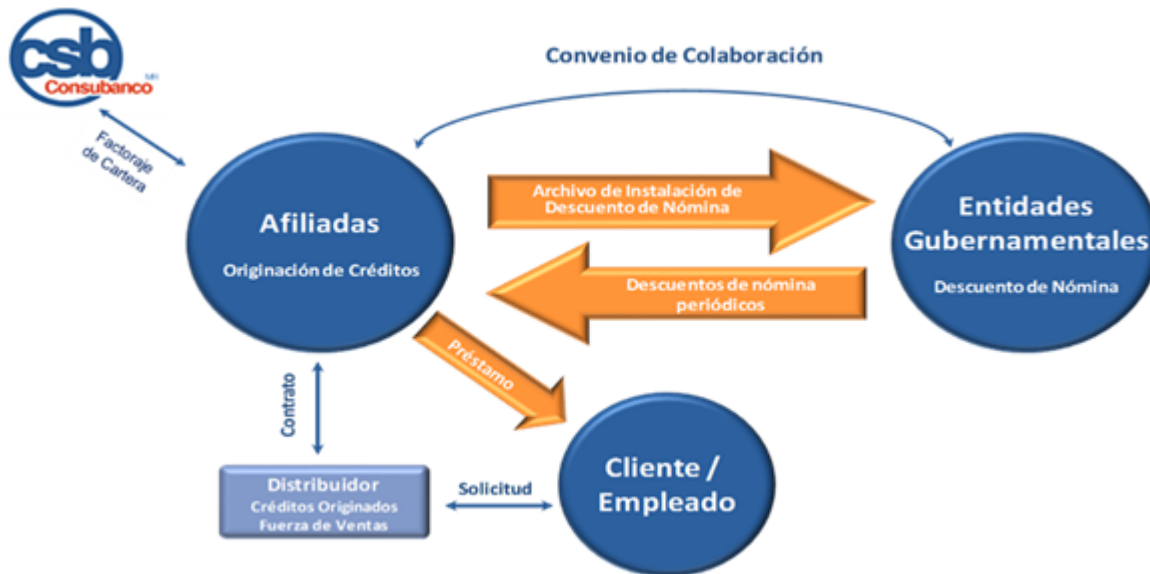 csb
Consubanco
MR
Factoraje
de Cartera
Convenio de Colaboración
Afiliadas
Originación de Créditos
Archivo de Instalación de
Descuento de Nómina
Descuentos de nómina
periódicos
Entidades
Gubernamentales
Descuento de Nómina
Préstamo
Contrato
Distribuidor
Créditos Originados
Fuerza de Ventas
Solicitud
Cliente /
Empleado